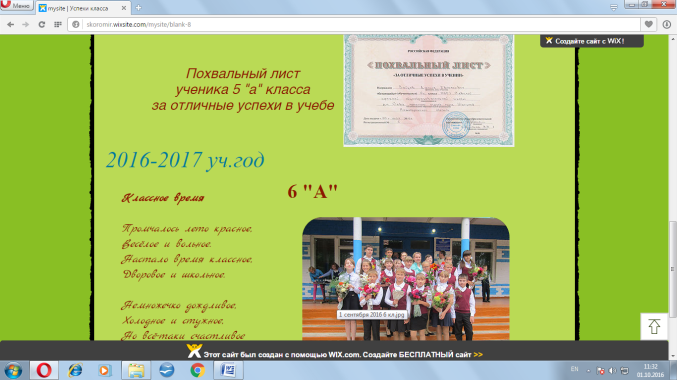 Меню
mysite | Успехи класса
skoromir.wixsite.com/mysite/blank-8
Создайте сайт с WiX!
РОССИЙСКАЯ ФЕДЕРАЦИЯ
ПОХВАЛЬНЫЙ ЛИСТ
«ЗА ОТЛИЧНЫЕ УСПЕХИ В УЧЕНИИ»
Похвальный лист
ученика 5 "а" класса
за отличные успехи в учебе
2016-2017 уч.год
6 "А"
Классное время
Промчалось лето красное,
Весёлое и вольное.
Настало время классное,
Дворовое и школьное.
Немножечко дождливое,
Холодное и стужное,
Но всё-таки счастливое
1 сентября 2016 6 кл.jpg
Этот сайт был создан с помощью WIX.com. Создайте БЕСПЛАТНЫЙ сайт >>
EN
11:32
01.10.2016